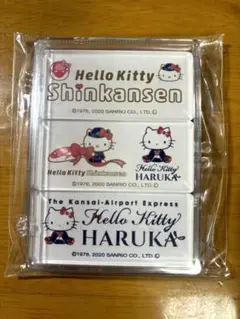 Hello Kitty
Shinkansen
©1976, 2020 SANRIO CO., LTD.
Hello Kitty Shinkansen
Hello Kitty
HARUKA
©1976, 2020 SANRIO CO., LTD.
The Kansai-Airport Express
Hello Kitty
HARUKA
©1976, 2020 SANRIO CO., LTD.